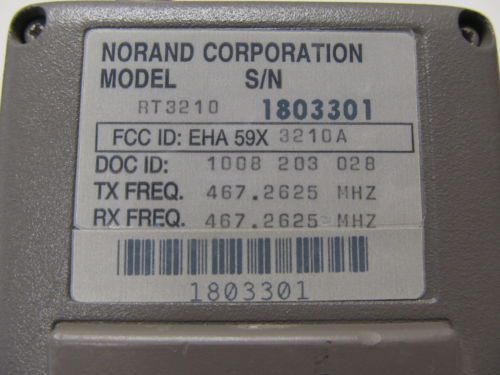 NORAND CORPORATION
MODEL S/N
RT3210 1803301
FCC ID: EHA 59X 3210A
DOC ID: 1008 203 028
TX FREQ. 467.2625 MHZ
RX FREQ. 467.2625 MHZ
1803301